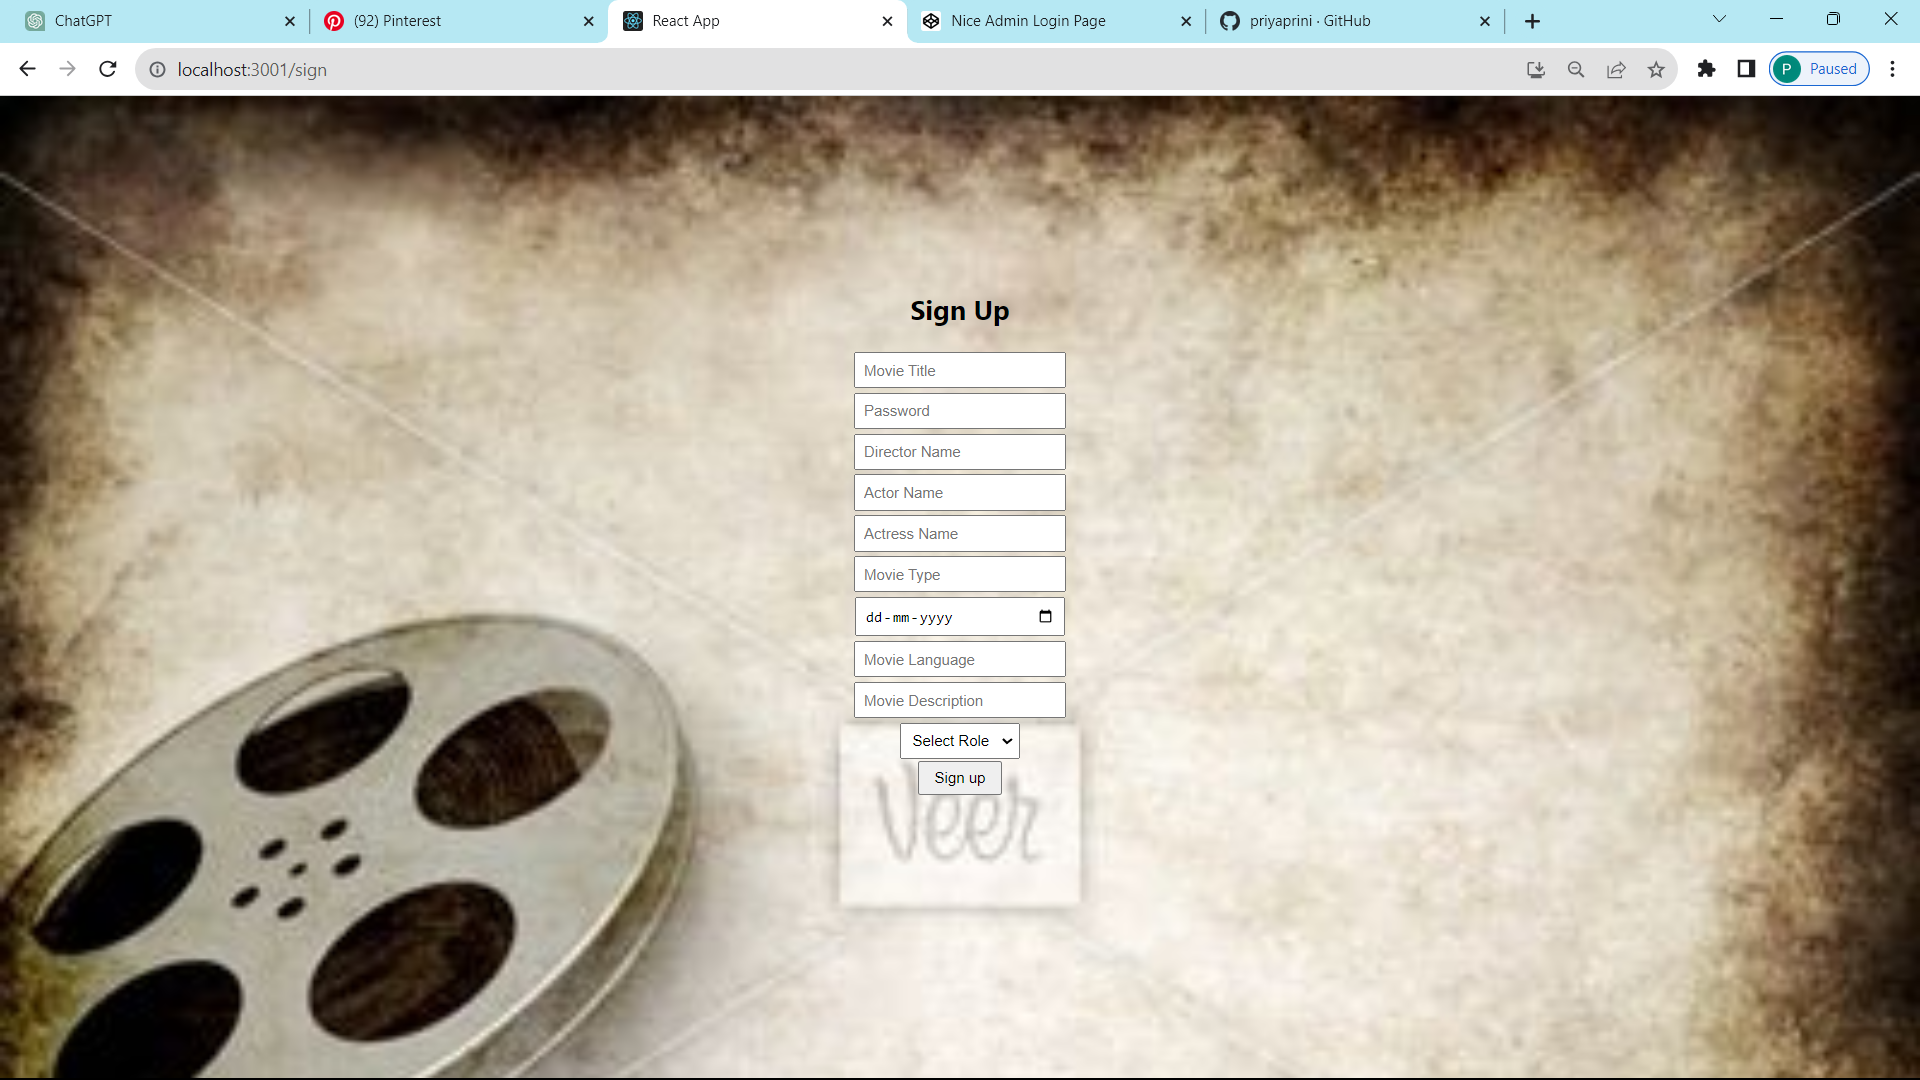 ChatGPT
(92) Pinterest
React App
Nice Admin Login Page
priyaprini · GitHub
localhost:3001/sign
P
Paused
Sign Up
Movie Title
Password
Director Name
Actor Name
Actress Name
Movie Type
dd-mm-yyyy
Movie Language
Movie Description
Select Role
Sign up
Veer